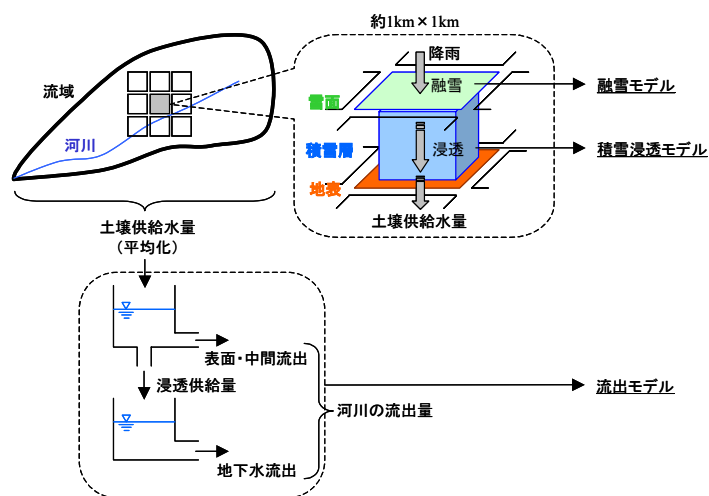 約1km×1km
降雨
融雪
融雪モデル
流域
雪面
河川
積雪層
浸透
積雪浸透モデル
地表
土壌供給水量
土壌供給水量
(平均化)
表面・中間流出
浸透供給量
河川の流出量
流出モデル
地下水流出